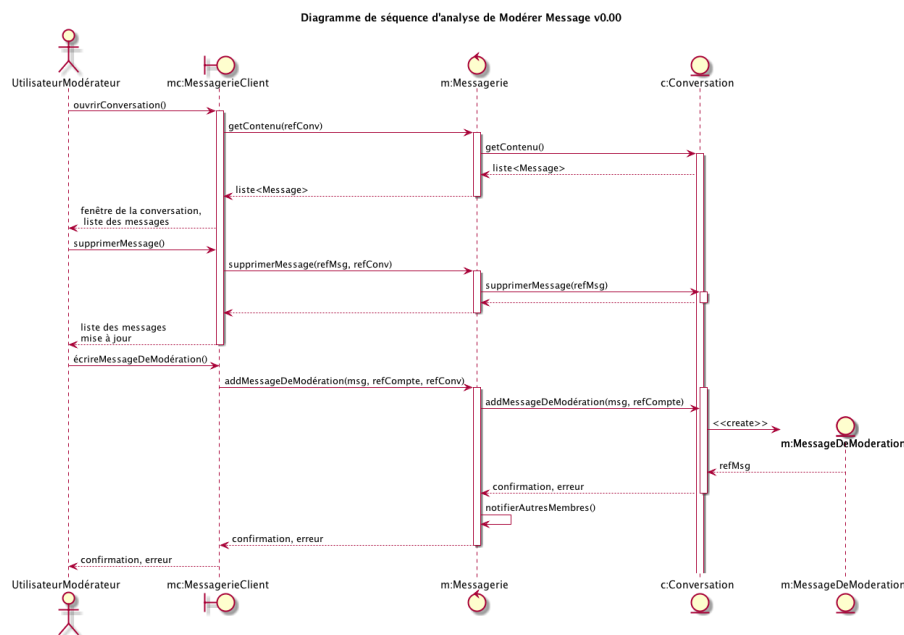 Diagramme de séquence d'analyse de Modérer Message v0.00
UtilisateurModérateur
mc:MessagerieClient
m:Messagerie
c:Conversation
ouvrirConversation()
getContenu(refConv)
getContenu()
liste<Message>
liste<Message>
fenêtre de la conversation,
liste des messages
supprimerMessage()
supprimerMessage(refMsg, refConv)
supprimerMessage(refMsg)
liste des messages
mise à jour
écrireMessageDeModération()
addMessageDeModération(msg, refCompte, refConv)
addMessageDeModération(msg, refCompte)
<<create>>
m:MessageDeModeration
refMsg
confirmation, erreur
notifierAutresMembres()
confirmation, erreur
confirmation, erreur
UtilisateurModérateur
mc:MessagerieClient
m:Messagerie
c:Conversation
m:MessageDeModeration